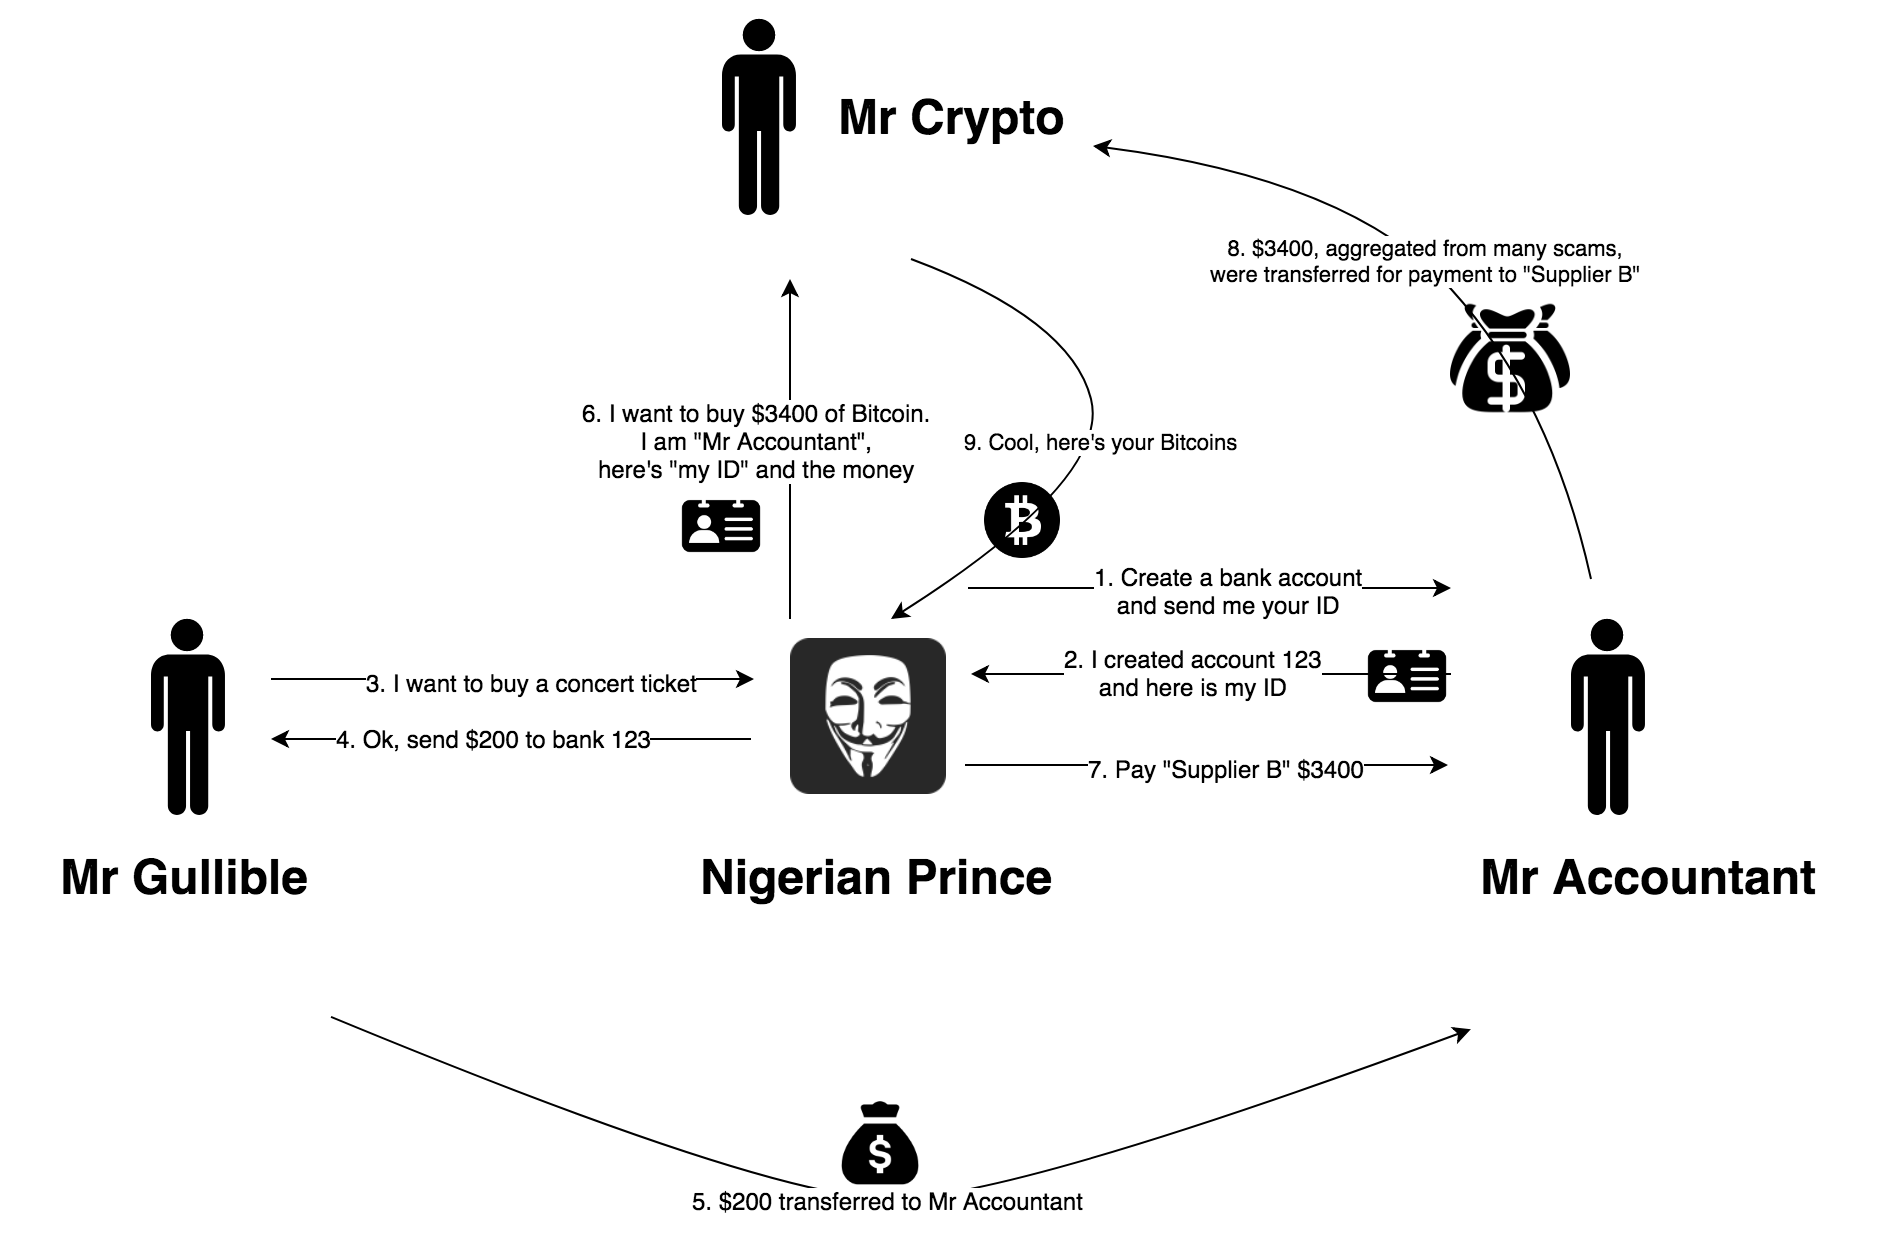 Mr Crypto
8. $3400, aggregated from many scams,
were transferred for payment to "Supplier B"
6. I want to buy $3400 of Bitcoin.
I am "Mr Accountant",
here's "my ID" and the money
9. Cool, here's your Bitcoins
1. Create a bank account
and send me your ID
2. I created account 123
and here is my ID
3. I want to buy a concert ticket
4. Ok, send $200 to bank 123
7. Pay "Supplier B" $3400
Mr Gullible
Nigerian Prince
Mr Accountant
5. $200 transferred to Mr Accountant